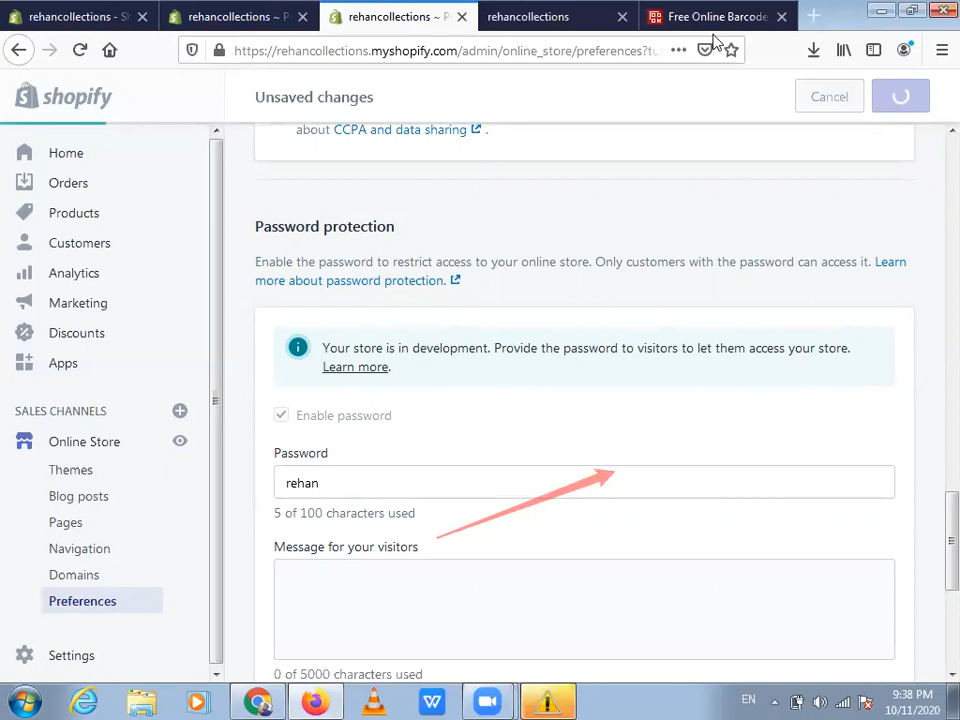 rehancollections - S
rehancollections ~ P
rehancollections ~ P
rehancollections
Free Online Barcode
https://rehancollections.myshopify.com/admin/online_store/preferences?tu
shopify
Unsaved changes
Cancel
about CCPA and data sharing .
Home
Orders
Products
Customers
Analytics
Marketing
Discounts
Apps
SALES CHANNELS
Online Store
Themes
Blog posts
Pages
Navigation
Domains
Preferences
Settings
Password protection
Enable the password to restrict access to your online store. Only customers with the password can access it. Learn
more about password protection.
Your store is in development. Provide the password to visitors to let them access your store.
Learn more.
Enable password
Password
rehan
5 of 100 characters used
Message for your visitors
0 of 5000 characters used
EN
9:38 PM
10/11/2020